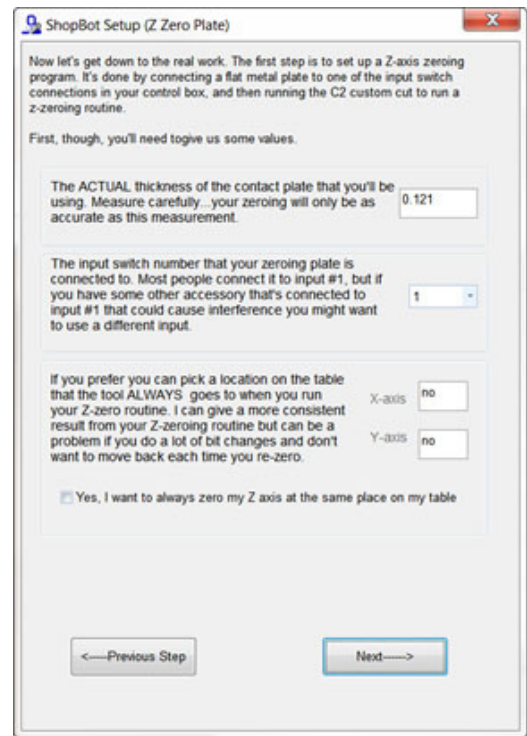 ShopBot Setup (Z Zero Plate)
Now let's get down to the real work. The first step is to set up a Z-axis zeroing
program. It's done by connecting a flat metal plate to one of the input switch
connections in your control box, and then running the C2 custom cut to run a
z-zeroing routine.
First, though, you'll need togive us some values.
The ACTUAL thickness of the contact plate that you'll be
using. Measure carefully...your zeroing will only be as
accurate as this measurement.
0.121
The input switch number that your zeroing plate is
connected to. Most people connect it to input #1, but if
you have some other accessory that's connected to
input #1 that could cause interference you might want
to use a different input.
1
If you prefer you can pick a location on the table
that the tool ALWAYS goes to when you run
your Z-zero routine. I can give a more consistent
result from your Z-zeroing routine but can be a
problem if you do a lot of bit changes and don't
want to move back each time you re-zero.
X-axis no
Y-axis no
Yes, I want to always zero my Z axis at the same place on my table
<-----Previous Step
Next------>